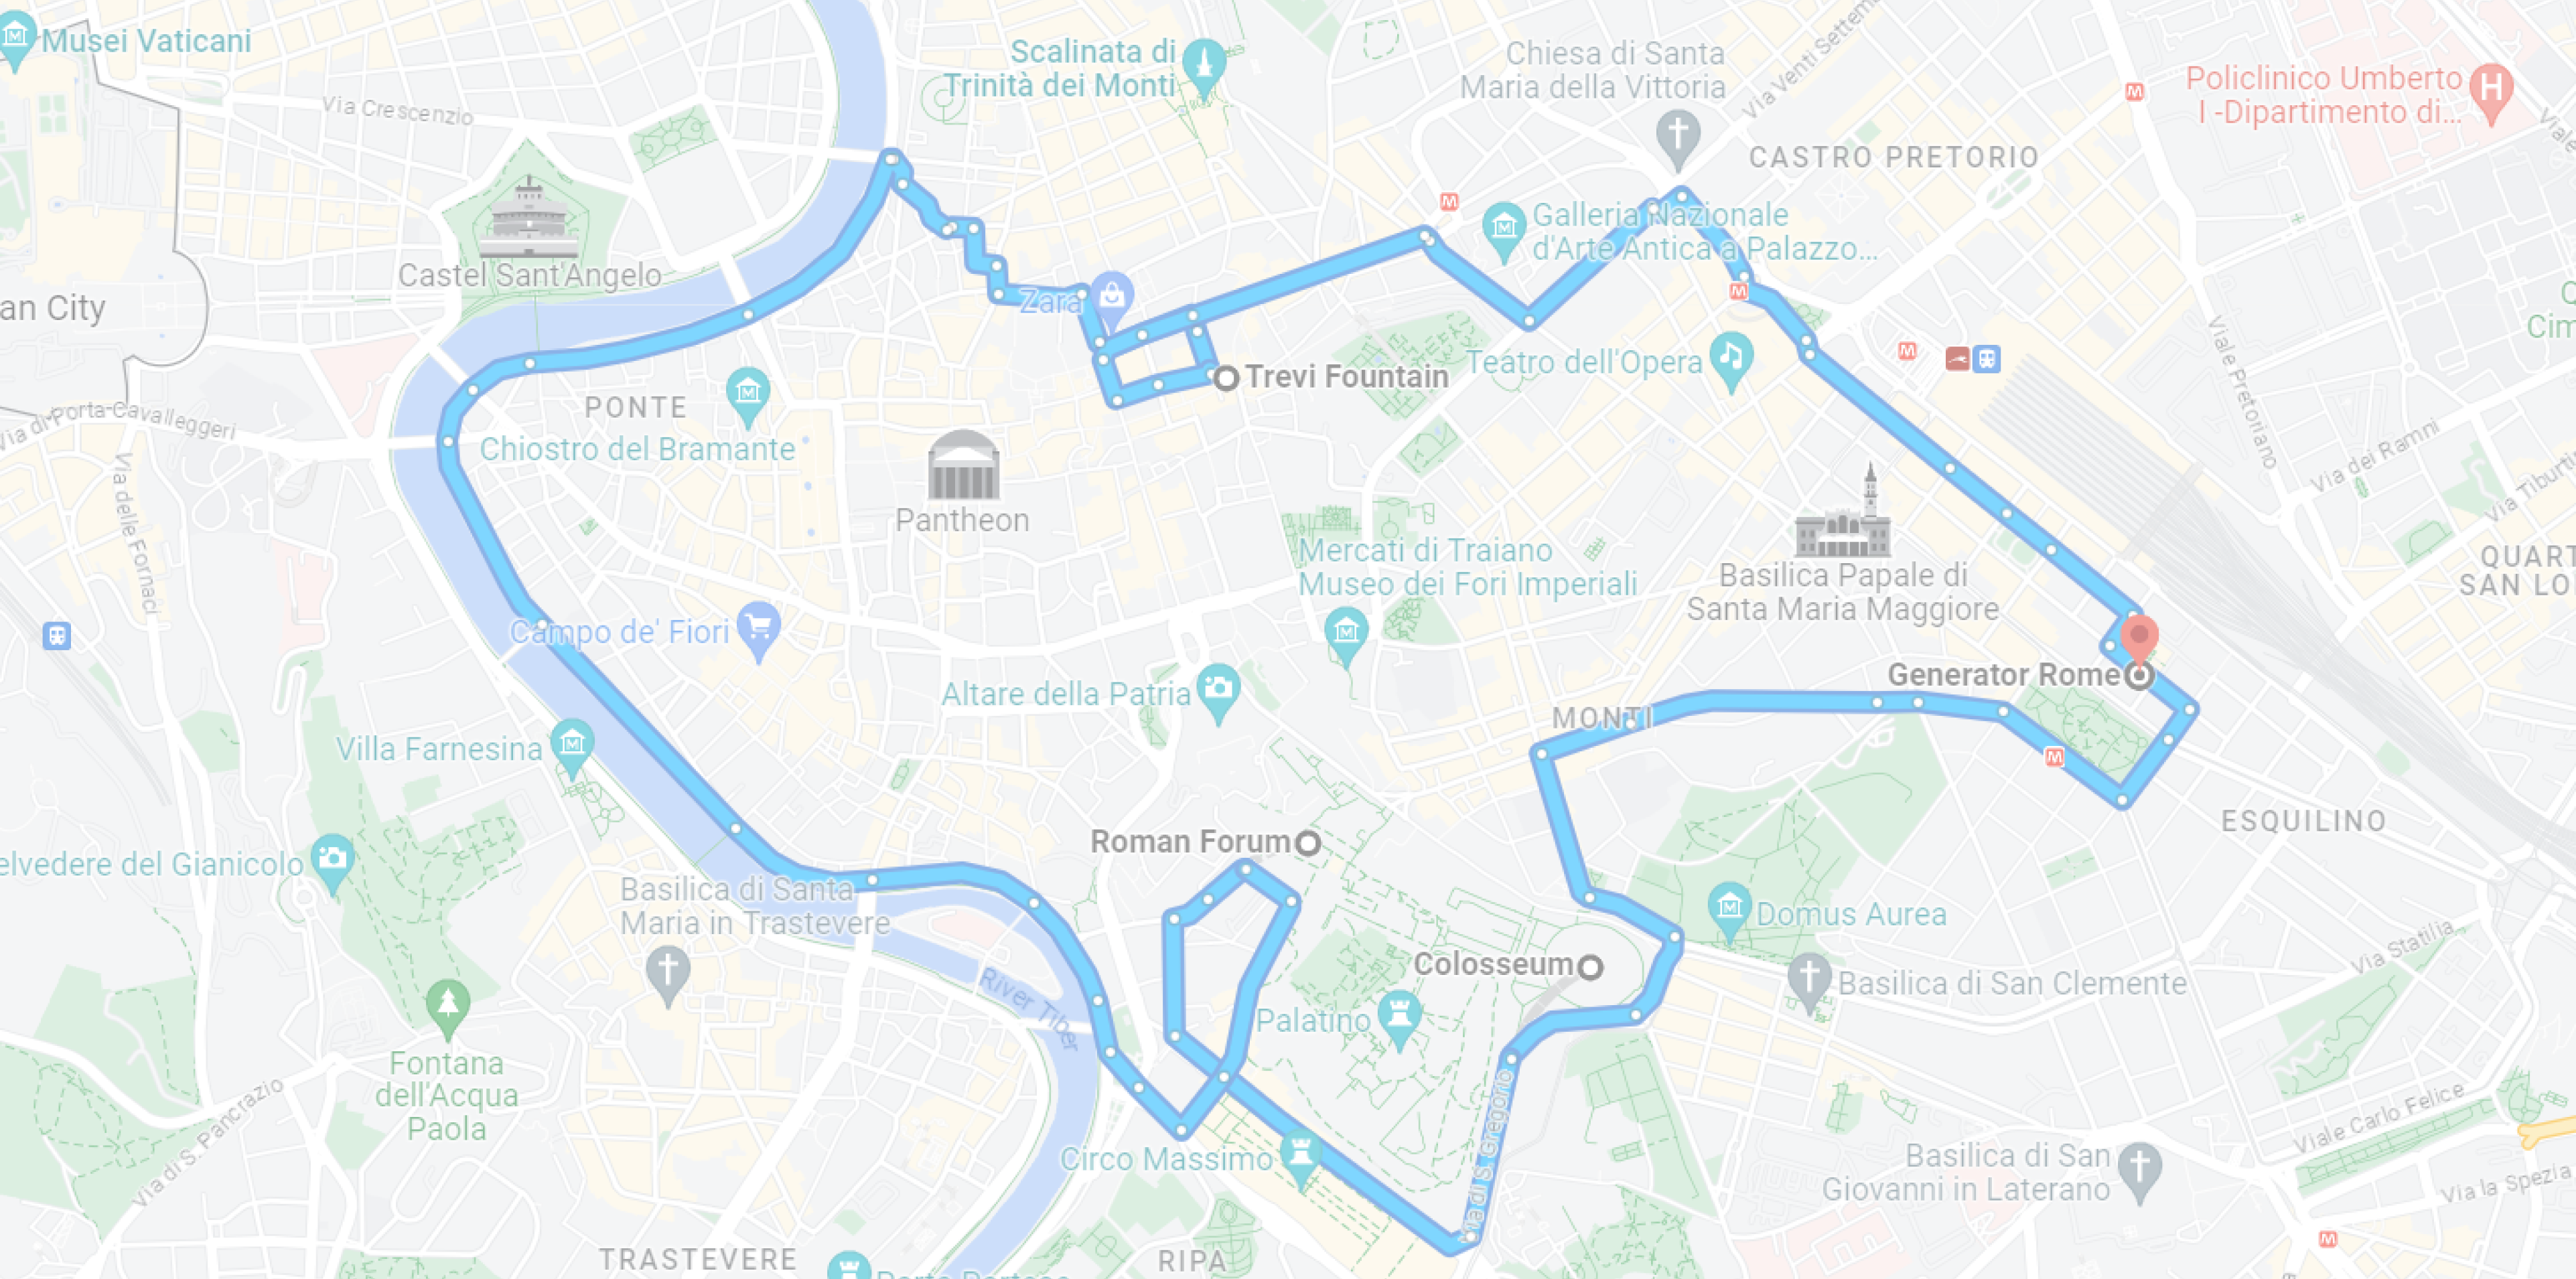 Musei Vaticani
Scalinata di
Trinità dei Monti
Chiesa di Santa
Maria della Vittoria
Via Venti Settem
Policlinico Umberto
I -Dipartimento di...
Via Crescenzio
CASTRO PRETORIO
Viale
Castel Sant'Angelo
Galleria Nazionale
d'Arte Antica a Palazzo...
an City
Zara
Cim
Trevi Fountain
Teatro dell'Opera
Viale Pretoriano
PONTE
Via di Porta Cavalleggeri
Chiostro del Bramante
Via dei Ramni
Via Tiburti
Via delle Fornaci
Pantheon
Mercati di Traiano
Museo dei Fori Imperiali
Basilica Papale di
Santa Maria Maggiore
QUART
SAN LO
Campo de' Fiori
Generator Rome
Altare della Patria
MONTI
Villa Farnesina
ESQUILINO
Roman Forum
elvedere del Gianicolo
Basilica di Santa
Maria in Trastevere
Domus Aurea
Via Statilia
Colosseum
Basilica di San Clemente
River Tiber
Palatino
Fontana
dell'Acqua
Paola
Via di S. Pancrazio
Via di S. Gregorio
Viale Carlo Felice
Circo Massimo
Basilica di San
Giovanni in Laterano
Via la Spezia
TRASTEVERE
RIPA
Porta Portese